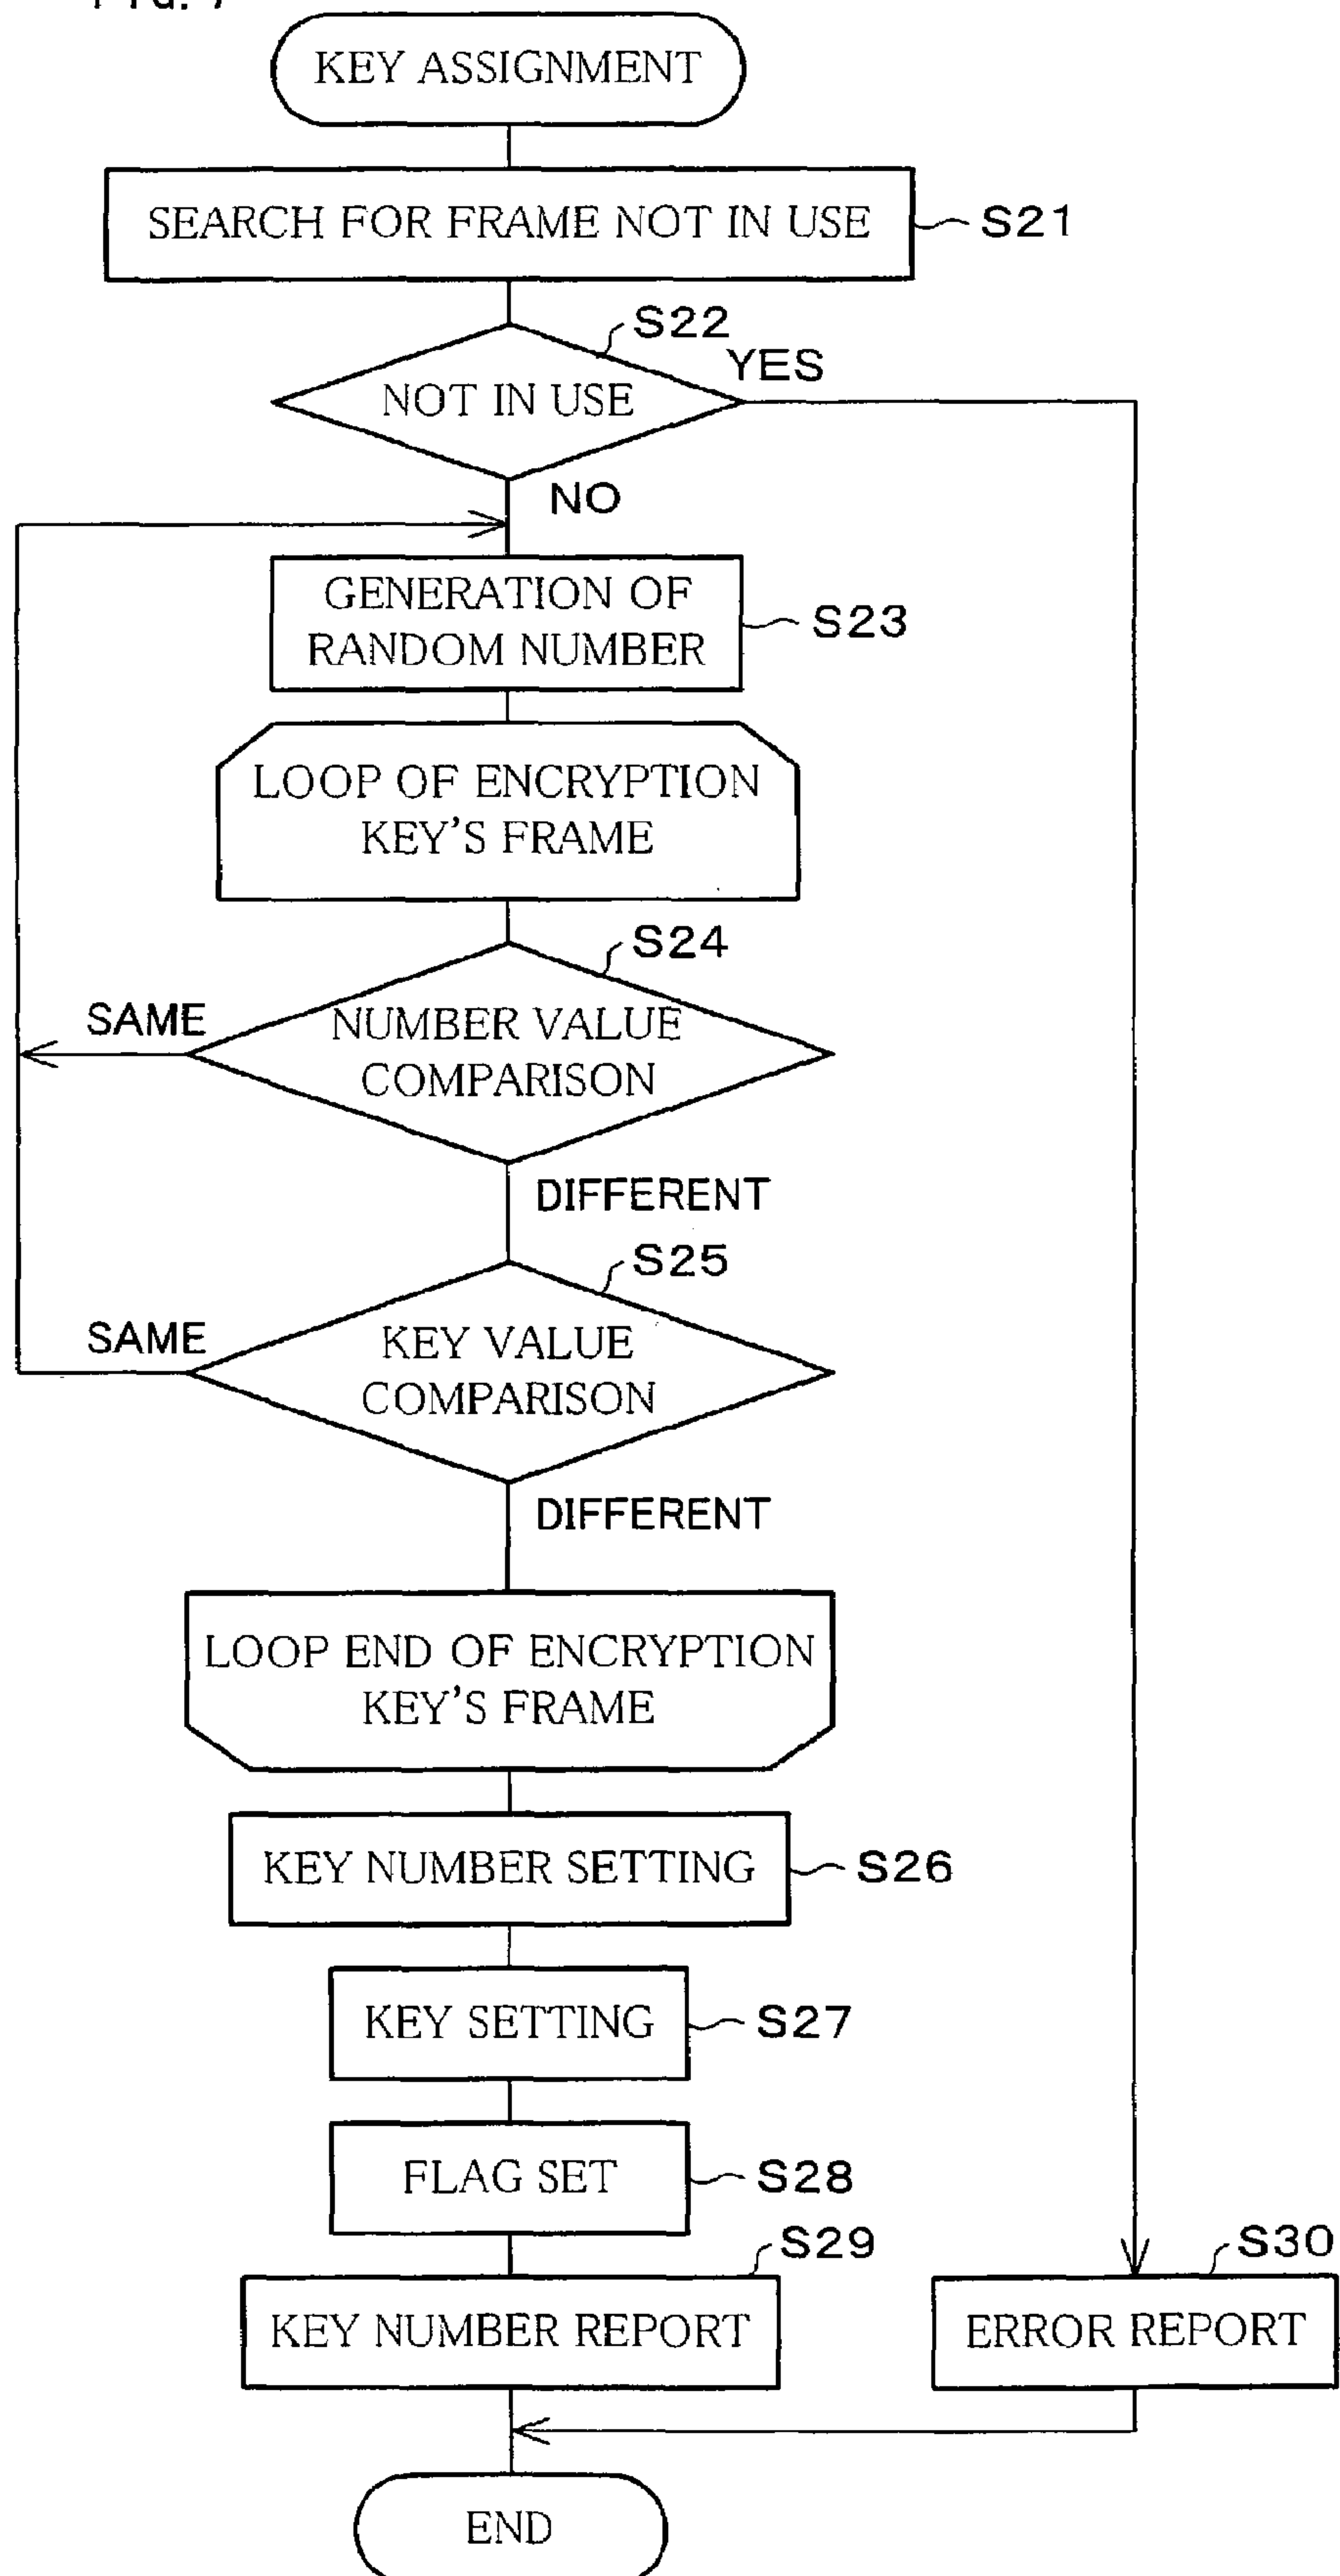 KEY ASSIGNMENT
SEARCH FOR FRAME NOT IN USE
S21
S22
NOT IN USE
YES
NO
GENERATION OF
RANDOM NUMBER
S23
LOOP OF ENCRYPTION
KEY'S FRAME
S24
SAME
NUMBER VALUE
COMPARISON
DIFFERENT
S25
SAME
KEY VALUE
COMPARISON
DIFFERENT
LOOP END OF ENCRYPTION
KEY'S FRAME
KEY NUMBER SETTING
S26
KEY SETTING
S27
FLAG SET
S28
S29
KEY NUMBER REPORT
S30
ERROR REPORT
END